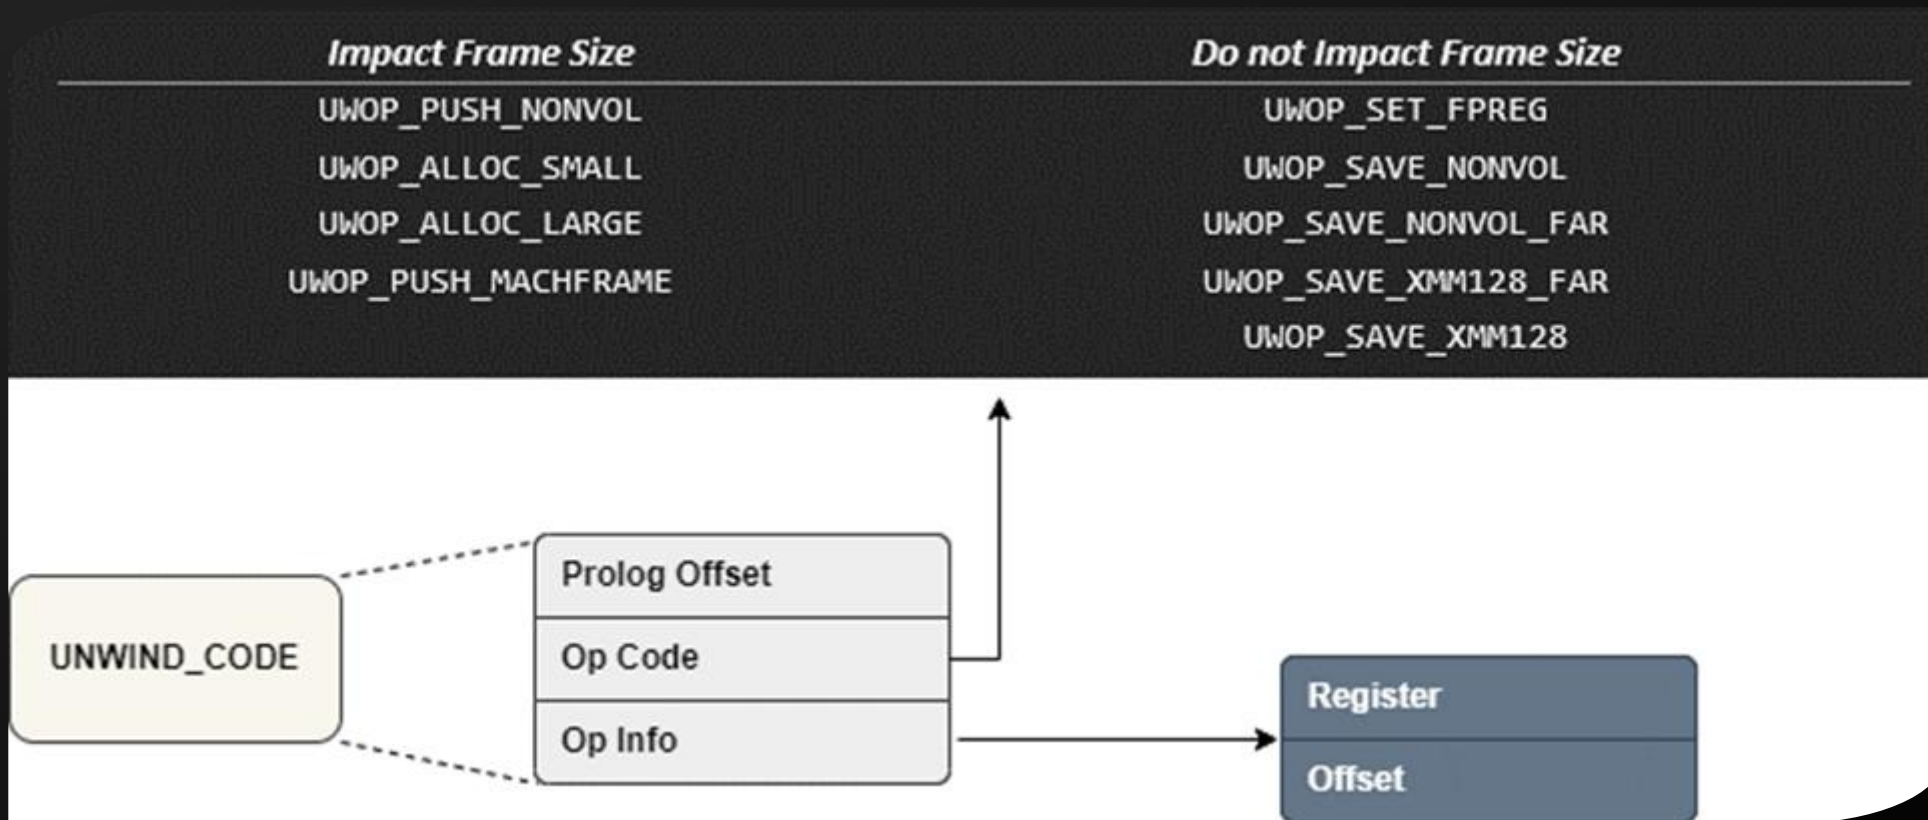 Impact Frame Size
Do not Impact Frame Size
UWOP_PUSH_NONVOL
UWOP_SET_FPREG
UWOP_ALLOC_SMALL
UWOP_SAVE_NONVOL
UWOP_ALLOC_LARGE
UWOP_SAVE_NONVOL_FAR
UWOP_PUSH_MACHFRAME
UWOP_SAVE_XMM128_FAR
UWOP_SAVE_XMM128
UNWIND_CODE
Prolog Offset
Op Code
Op Info
Register
Offset